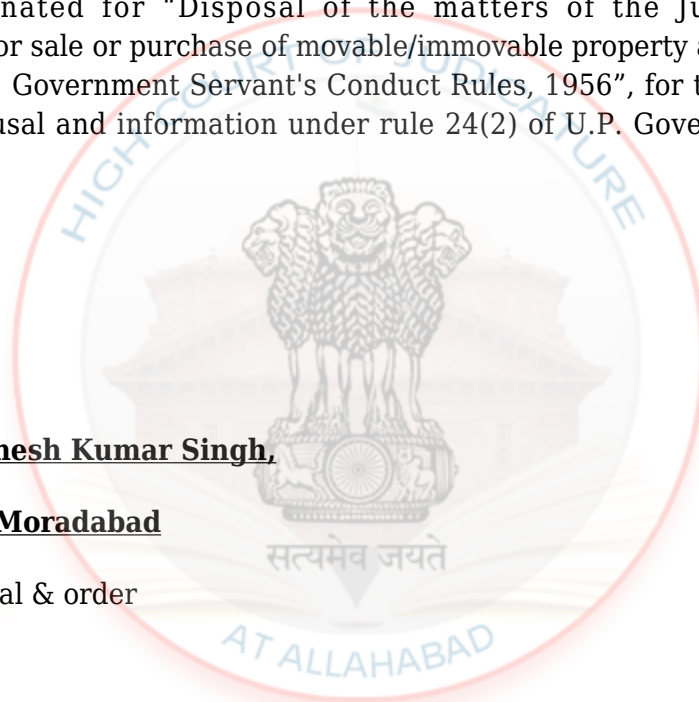 nated for “Disposal of the matters of the Ju
or sale or purchase of movable/immovable property
Government Servant's Conduct Rules, 1956”, for t
usal and information under rule 24(2) of U.P. Gove
HIGH COURT OF JUDICATURE
nesh Kumar Singh,
Moradabad
सत्यमेव जयते
al & order
AT ALLAHABAD